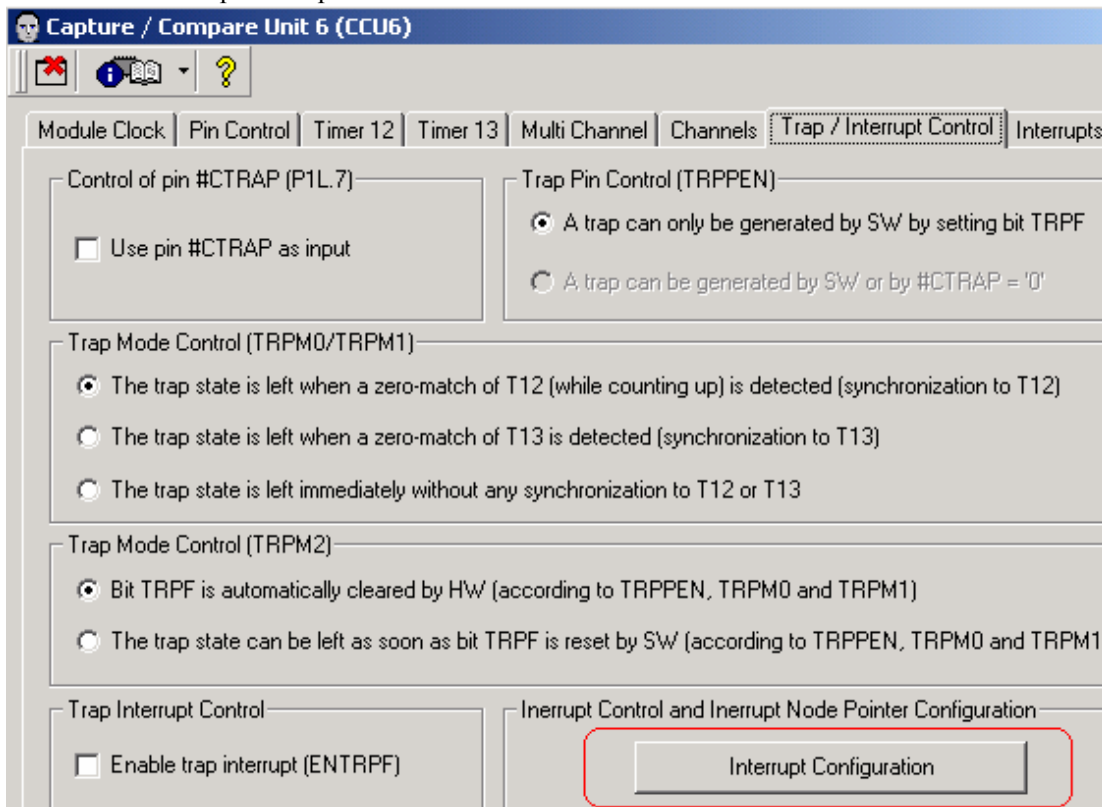 Capture / Compare Unit 6 (CCU6)
Module Clock Pin Control Timer 12 Timer 13 Multi Channel Channels Trap / Interrupt Control Interrupts
Control of pin #CTRAP (P1L.7)
Use pin #CTRAP as input
Trap Pin Control (TRPPEN)
A trap can only be generated by SW by setting bit TRPF
A trap can be generated by SW or by #CTRAP = '0'
Trap Mode Control (TRPM0/TRPM1)
The trap state is left when a zero-match of T12 (while counting up) is detected (synchronization to T12)
The trap state is left when a zero-match of T13 is detected (synchronization to T13)
The trap state is left immediately without any synchronization to T12 or T13
Trap Mode Control (TRPM2)
Bit TRPF is automatically cleared by HW (according to TRPPEN, TRPM0 and TRPM1)
The trap state can be left as soon as bit TRPF is reset by SW (according to TRPPEN, TRPM0 and TRPM1
Trap Interrupt Control
Enable trap interrupt (ENTRPF)
Inerrupt Control and Inerrupt Node Pointer Configuration
Interrupt Configuration